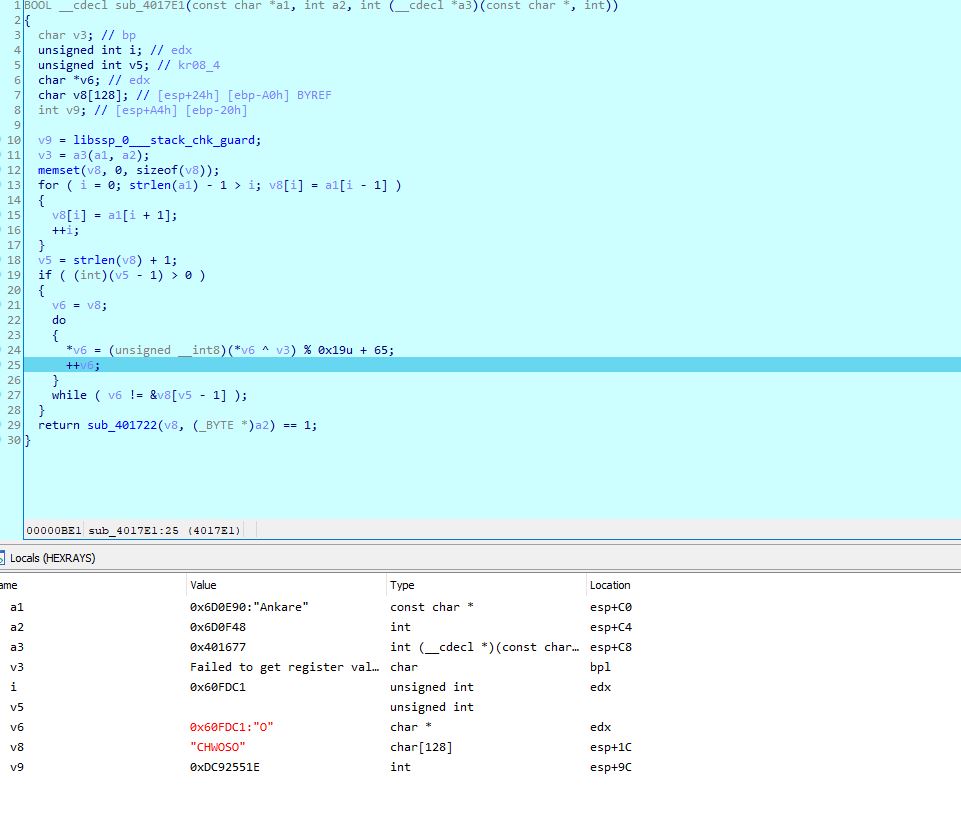 1 BOOL __cdecl sub_4017E1(const char *a1, int a2, int (__cdecl *a3)(const char *, int))
2 {
3 char v3; // bp
4 unsigned int i; // edx
5 unsigned int v5; // kr08_4
6 char *v6; // edx
7 char v8[128]; // [esp+24h] [ebp-A0h] BYREF
8 int v9; // [esp+A4h] [ebp-20h]
9
10 v9 = libssp_0___stack_chk_guard;
11 v3 = a3(a1, a2);
12 memset(v8, 0, sizeof(v8));
13 for ( i = 0; strlen(a1) - 1 > i; v8[i] = a1[i - 1] )
14 {
15 v8[i] = a1[i + 1];
16 ++i;
17 }
18 v5 = strlen(v8) + 1;
19 if ( (int)(v5 - 1) > 0 )
20 {
21 v6 = v8;
22 do
23 {
24 *v6 = (unsigned __int8)(*v6 ^ v3) % 0x19u + 65;
25 ++v6;
26 }
27 while ( v6 != &v8[v5 - 1] );
28 }
29 return sub_401722(v8, (_BYTE *)a2) == 1;
30 }
00000BE1 sub_4017E1:25 (4017E1)
Locals (HEXRAYS)
ame Value Type Location
a1 0x6D0E90:"Ankare" const char * esp+C0
a2 0x6D0F48 int esp+C4
a3 0x401677 int (__cdecl *)(const char… esp+C8
v3 Failed to get register val… char bpl
i 0x60FDC1 unsigned int edx
v5 unsigned int
v6 0x60FDC1:"O" char * edx
v8 "CHWOSO" char[128] esp+1C
v9 0xDC92551E int esp+9C